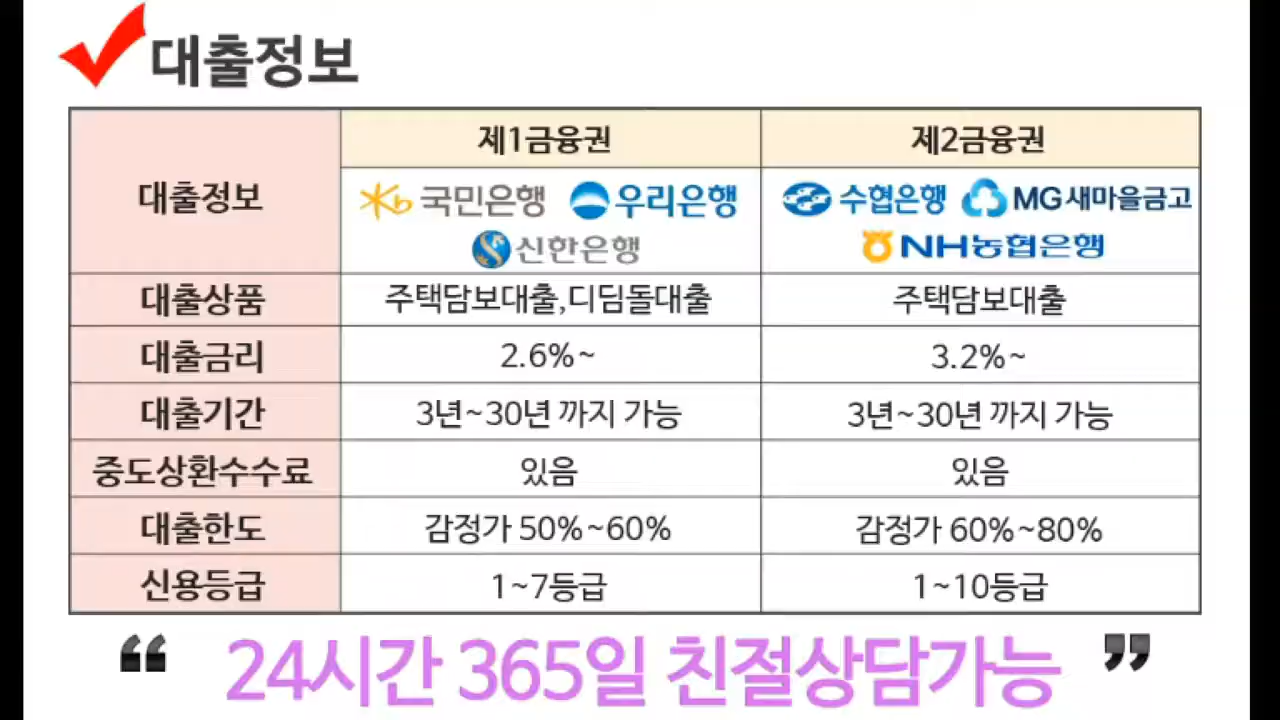 대출정보
대출정보
제1금융권
제2금융권
Kb 국민은행 우리은행
신한은행
수협은행 MG새마을금고
NH농협은행
대출상품
주택담보대출,디딤돌대출
주택담보대출
대출금리
2.6%~
3.2%~
대출기간
3년~30년 까지 가능
3년~30년 까지 가능
중도상환수수료
있음
있음
대출한도
감정가 50%~60%
감정가 60%~80%
신용등급
1~7등급
1~10등급
“ 24시간 365일 친절상담가능 ”